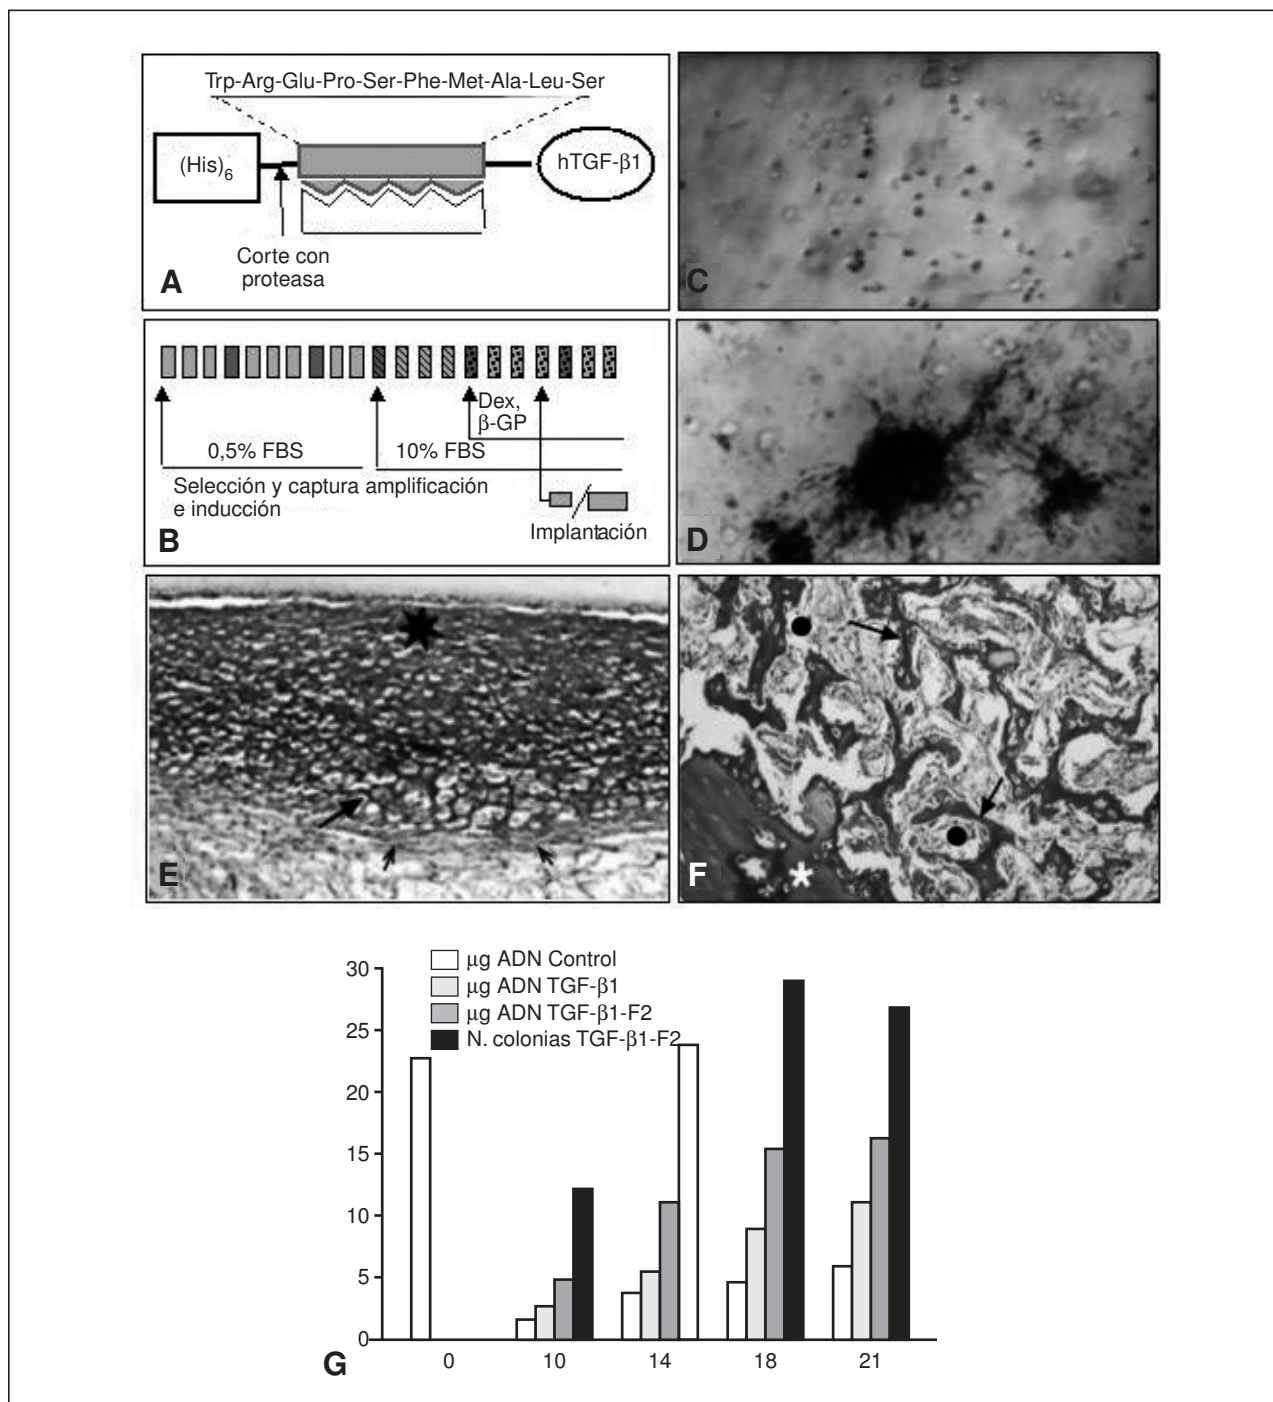 Trp-Arg-Glu-Pro-Ser-Phe-Met-Ala-Leu-Ser
(His)6
hTGF-β1
Corte con
proteasa
A
C
Dex,
β-GP
0,5% FBS
10% FBS
Selección y captura amplificación
e inducción
Implantación
B
D
E
F
μg ADN Control
μg ADN TGF-β1
μg ADN TGF-β1-F2
N. colonias TGF-β1-F2
30
25
20
15
10
5
0
G
0
10
14
18
21